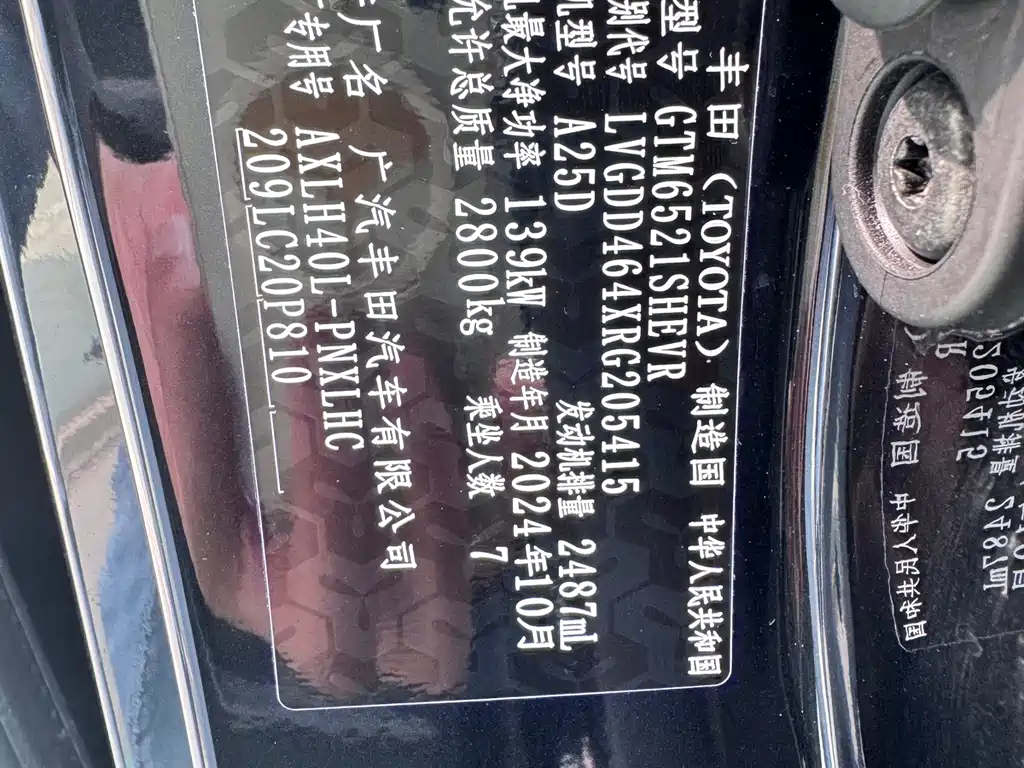 丰田(TOYOTA) 制造国 中华人民共和国
型号 GTM6521SHEVR
别代号 LVGDD464XRG205415
机型号 A25D 发动机排量 2487mL
机最大净功率 139kW 制造年月 2024年10月
允许总质量 2800kg 乘坐人数 7
厂名 广汽丰田汽车有限公司
专用号 AXLH40L-PNXLHC
209LC20P810